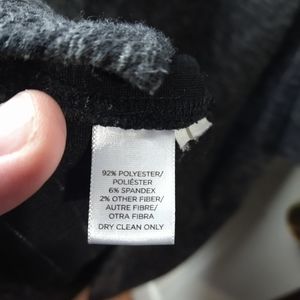 92% POLYESTER/
POLIÉSTER
6% SPANDEX
2% OTHER FIBER/
AUTRE FIBRE/
OTRA FIBRA
DRY CLEAN ONLY